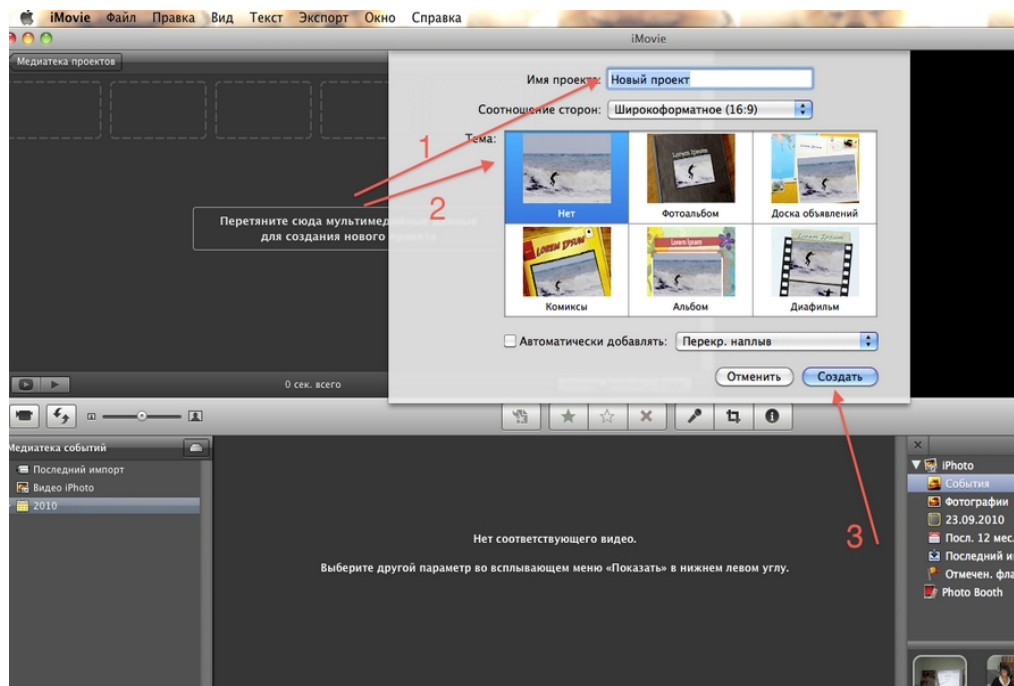 iMovie Файл Правка Вид Текст Экспорт Окно Справка
iMovie
Медиатека проектов
Имя проекта: Новый проект
Соотношение сторон: Широкоформатное (16:9)
Тема:
1
2
Нет Фотоальбом Доска объявлений
Комиксы Альбом Диафильм
Перетяните сюда мультимедийные данные
для создания нового проекта
Автоматически добавлять: Перекр. наплыв
Отменить Создать
0 сек. всего
Медиатека событий
Последний импорт
Видео iPhoto
2010
Нет соответствующего видео.
Выберите другой параметр во всплывающем меню «Показать» в нижнем левом углу.
3
iPhoto
События
Фотографии
23.09.2010
Посл. 12 мес.
Последний и
Отмечен. фла
Photo Booth